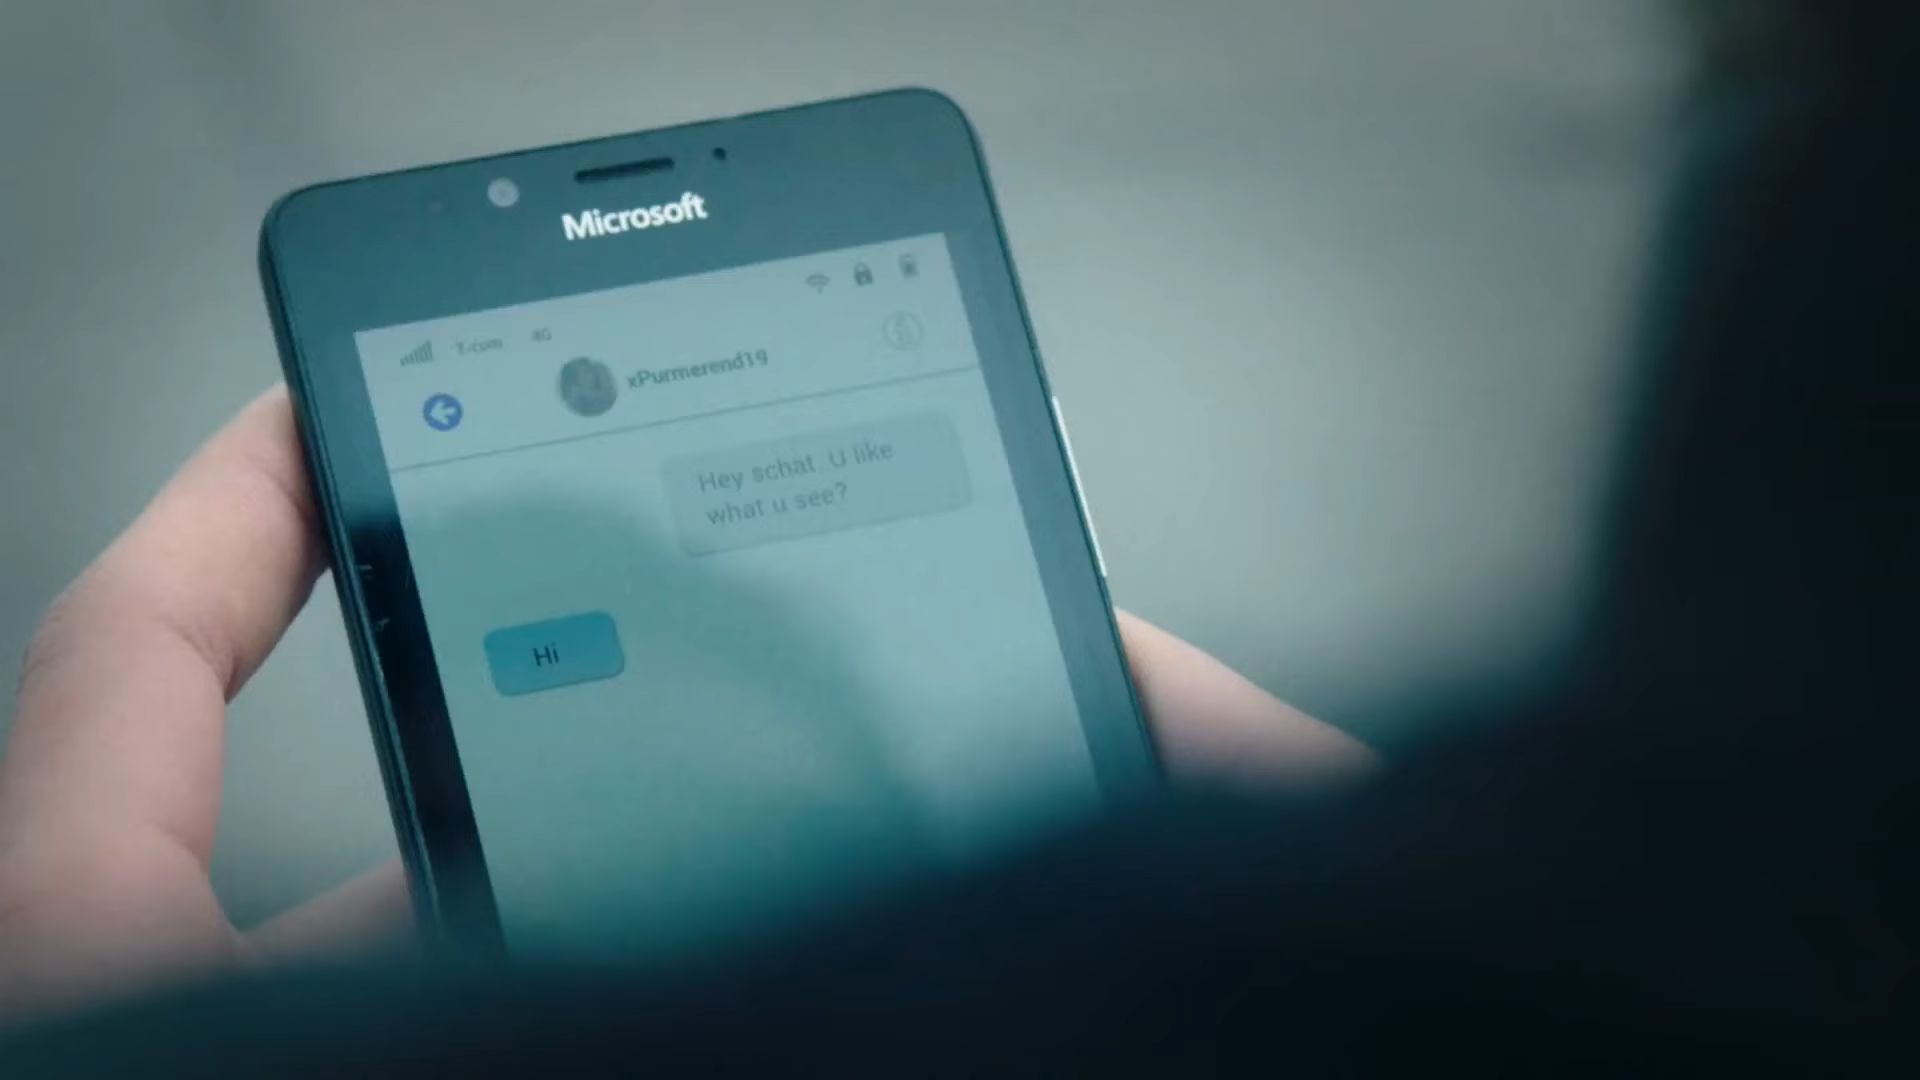 Microsoft
T-com 4G
xPurmerend19
Hey schat. U like
what u see?
Hi